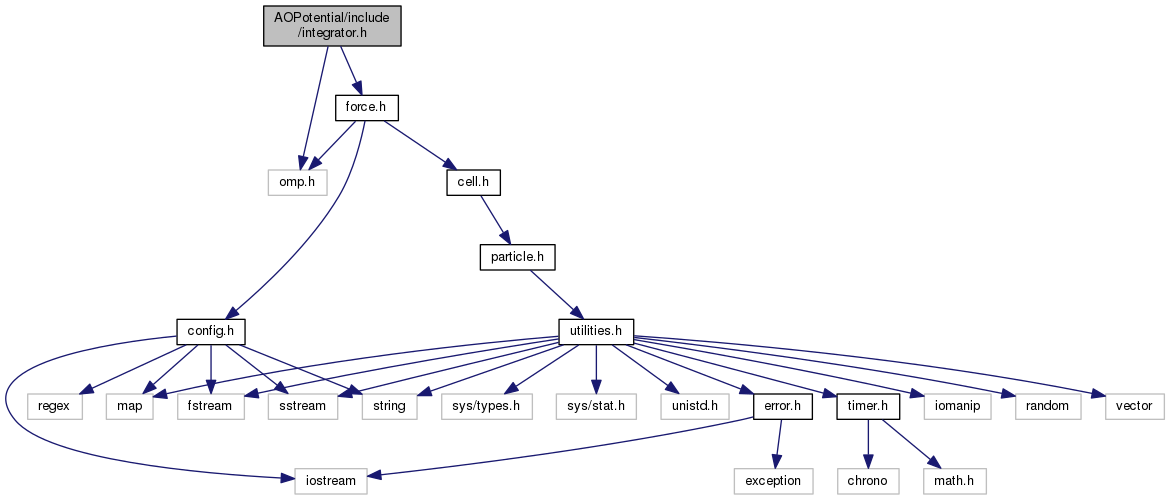 AOPotential/include
/integrator.h
force.h
omp.h
cell.h
particle.h
config.h
utilities.h
regex
map
fstream
sstream
string
sys/types.h
sys/stat.h
unistd.h
error.h
timer.h
iomanip
random
vector
iostream
exception
chrono
math.h